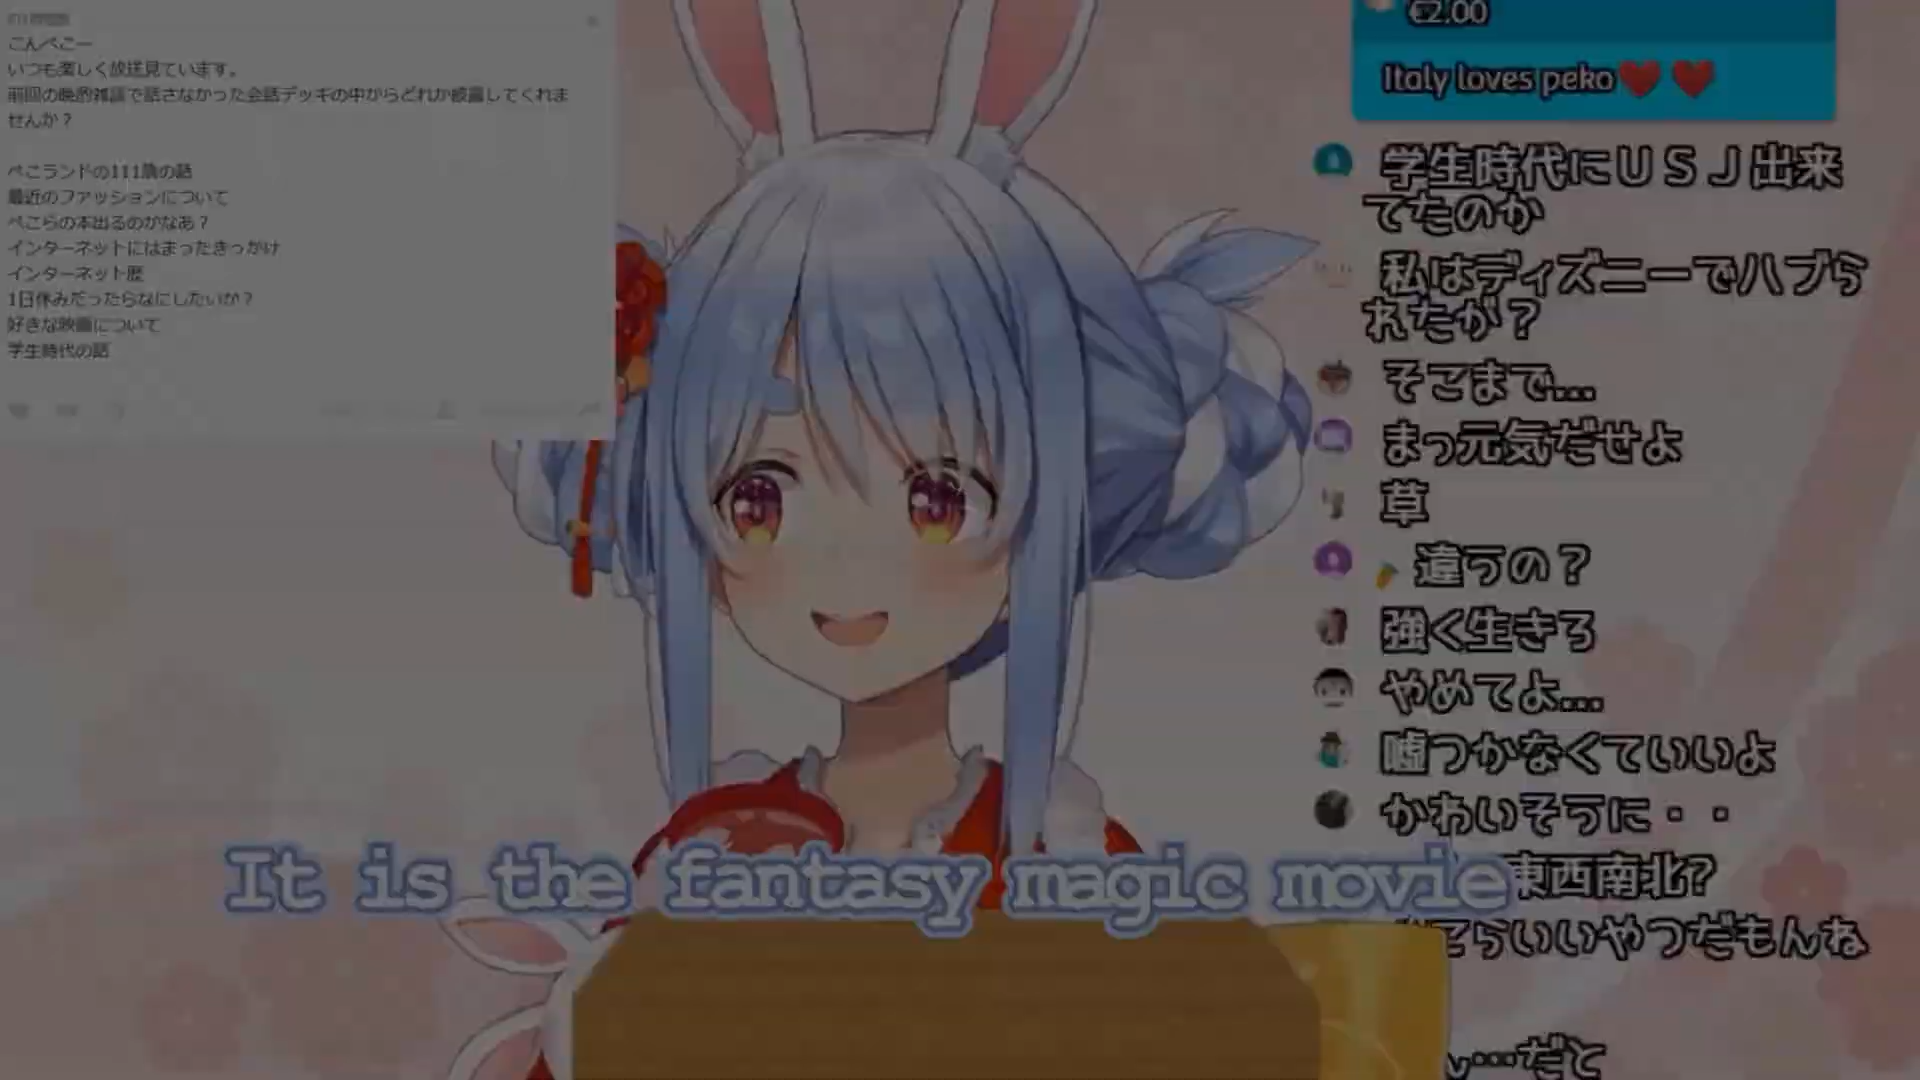 こんぺこー
いつも楽しく放送見ています。
前回の晩酌雑談で話さなかった会話デッキの中からどれか披露してくれま
せんか？
ぺこランドの111歳の話
最近のファッションについて
ぺこらの本出るのかなあ？
インターネットにはまったきっかけ
インターネット歴
1日休みだったらなにしたいか？
好きな映画について
学生時代の話
€2.00
Italy loves peko❤️ ❤️
学生時代にＵＳＪ出来
てたのか
私はディズニーでハブら
れたが？
そこまで...
まっ元気だせよ
草
🥕 違うの？
強く生きろ
やめてよ...
嘘つかなくていいよ
かわいそうに・・
東西南北?
らいいやつだもんね
It is the fantasy magic movie
…だと